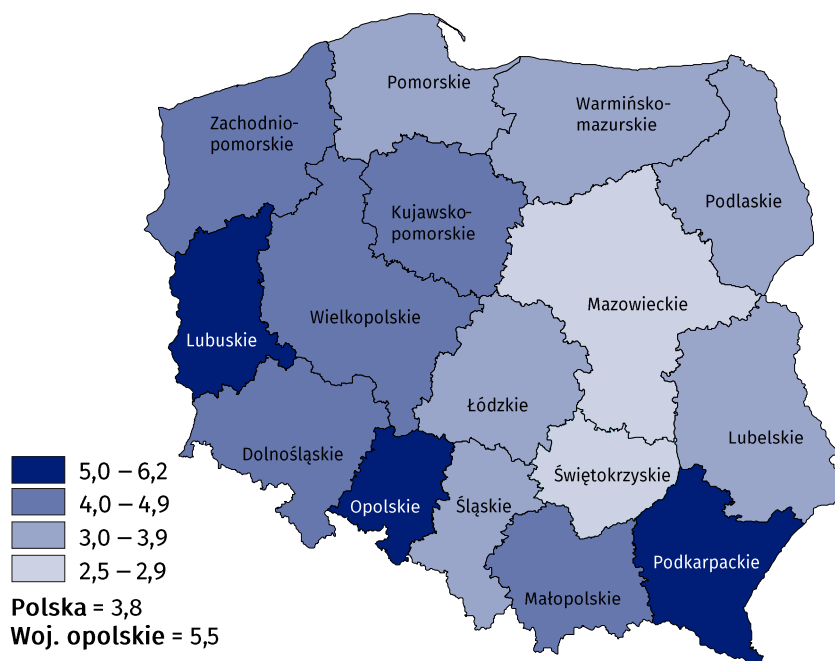 Pomorskie
Warmińsko-
mazurskie
Zachodnio-
pomorskie
Podlaskie
Kujawsko-
pomorskie
Mazowieckie
Wielkopolskie
Lubuskie
Łódzkie
Lubelskie
Dolnośląskie
Świętokrzyskie
Opolskie
Śląskie
Podkarpackie
Małopolskie
5,0 – 6,2
4,0 – 4,9
3,0 – 3,9
2,5 – 2,9
Polska = 3,8
Woj. opolskie = 5,5